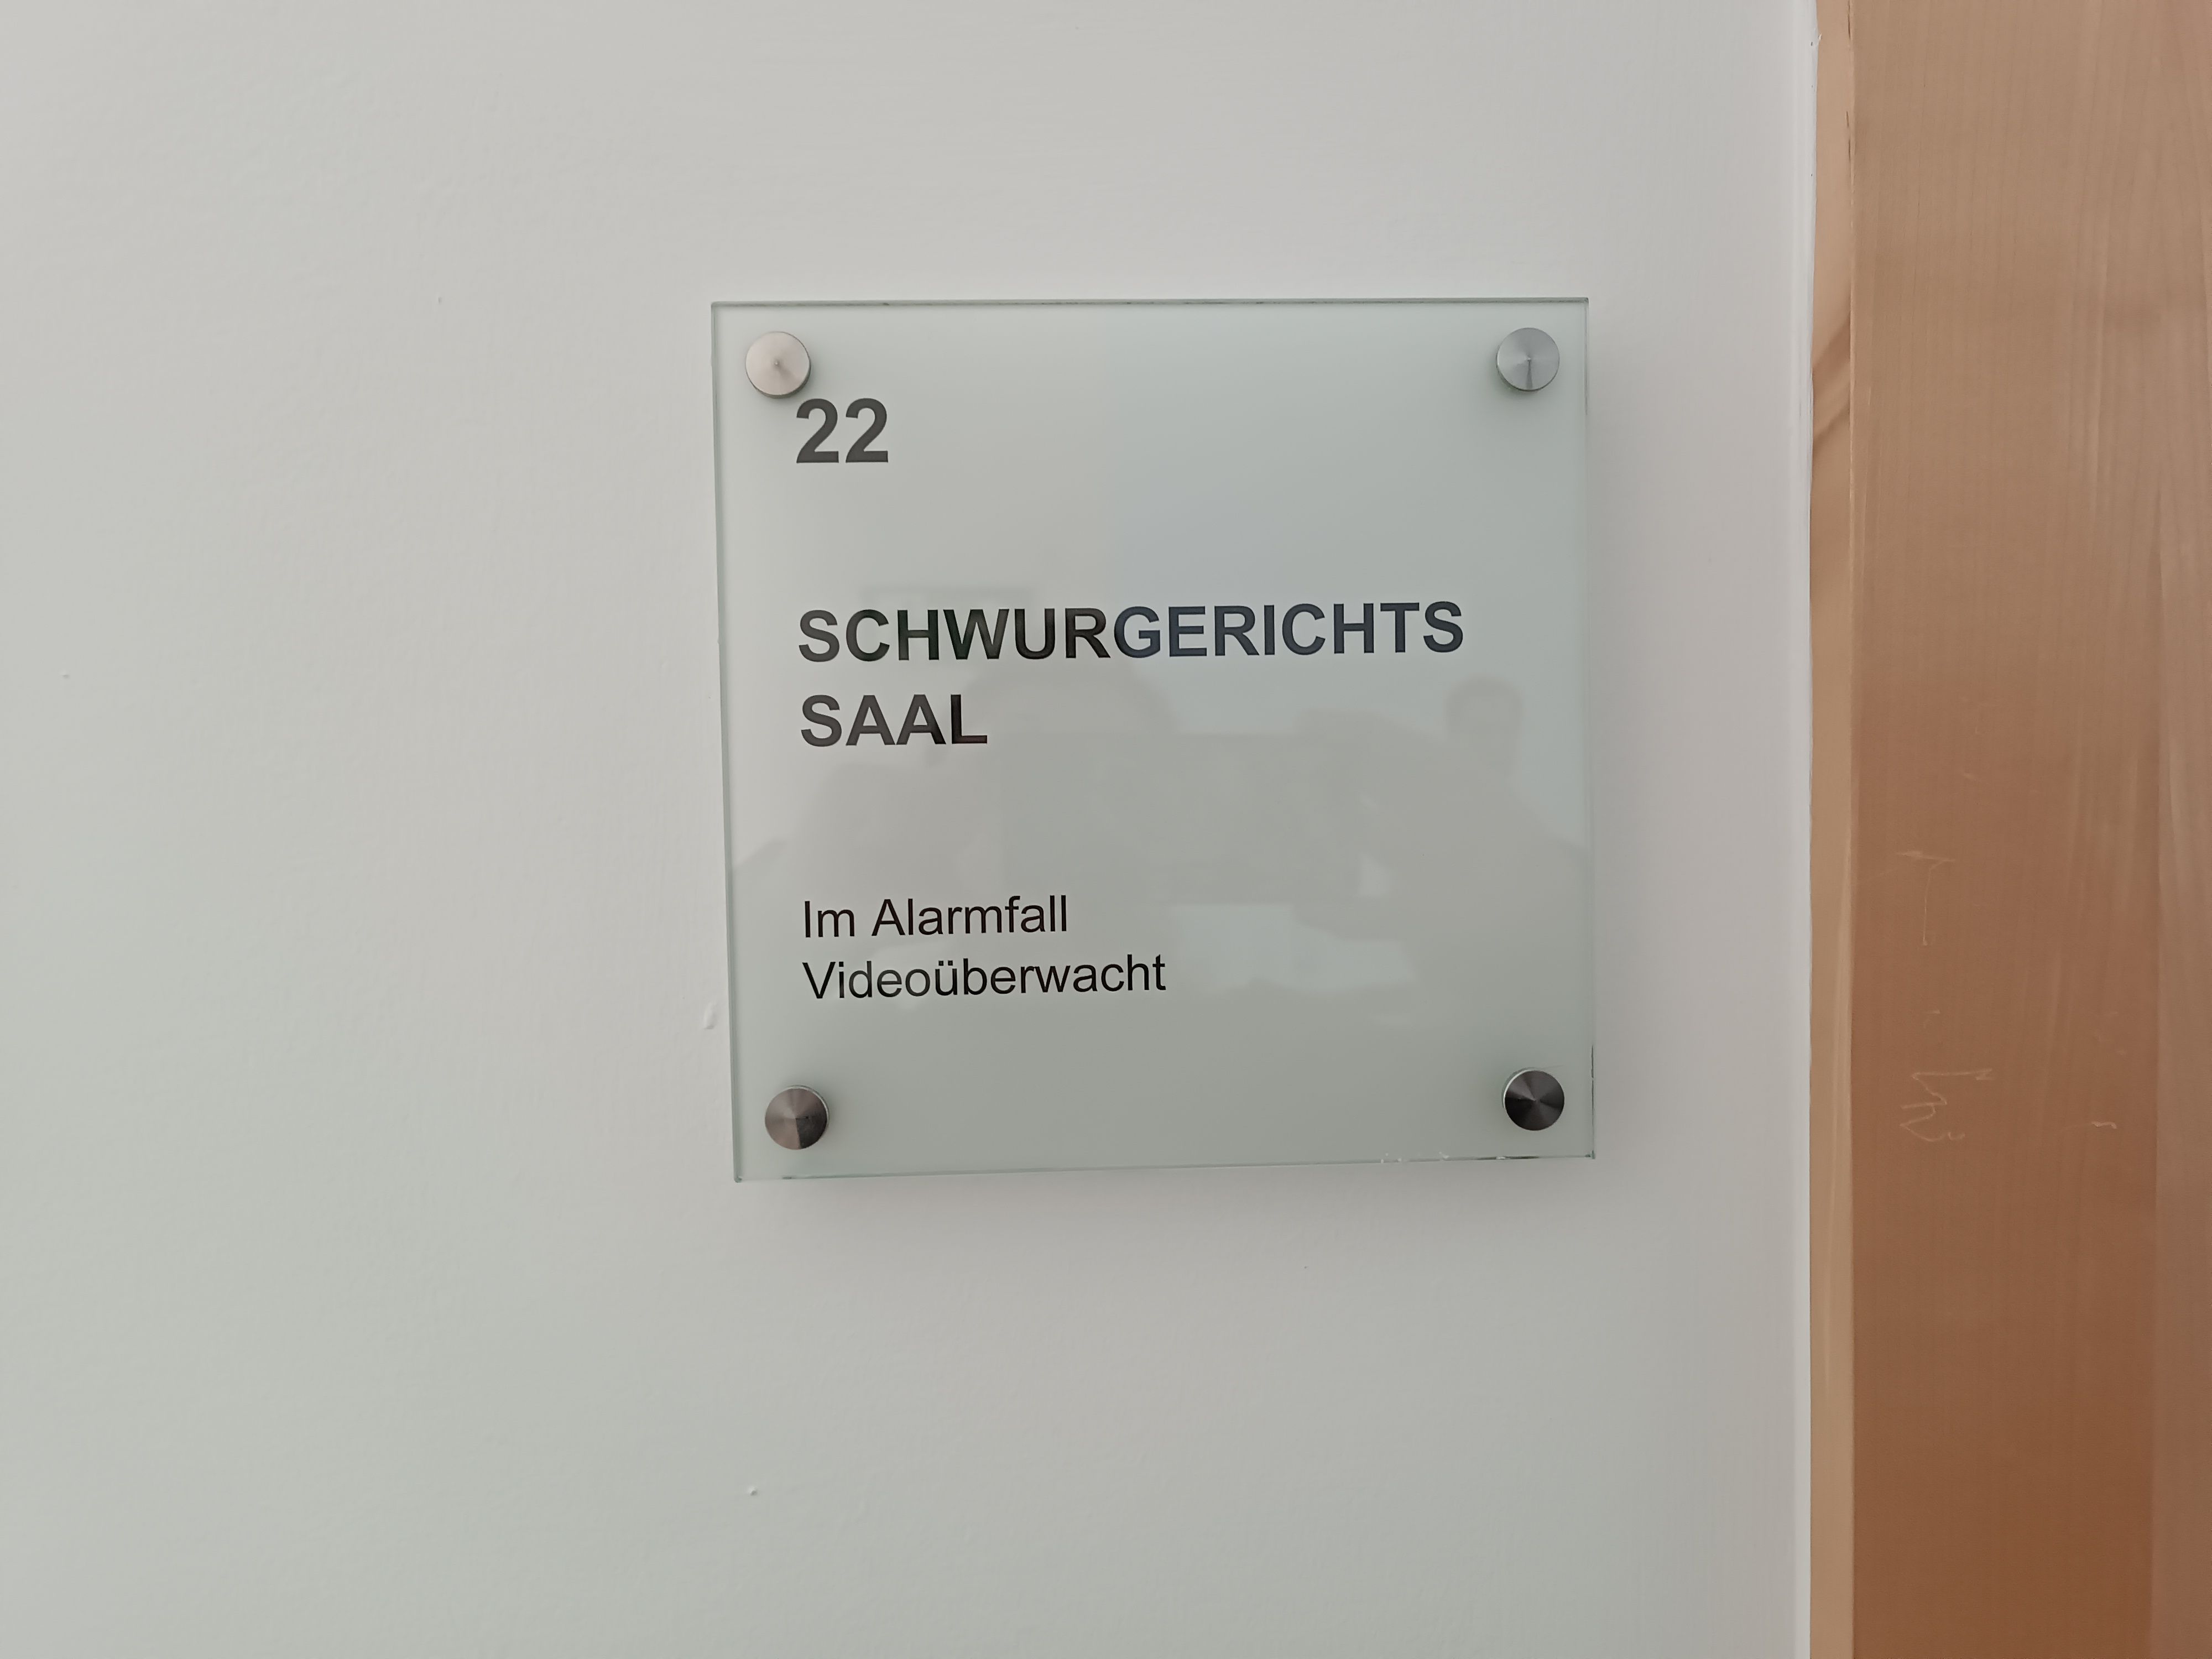 22
SCHWURGERICHTS
SAAL
Im Alarmfall
Videoüberwacht